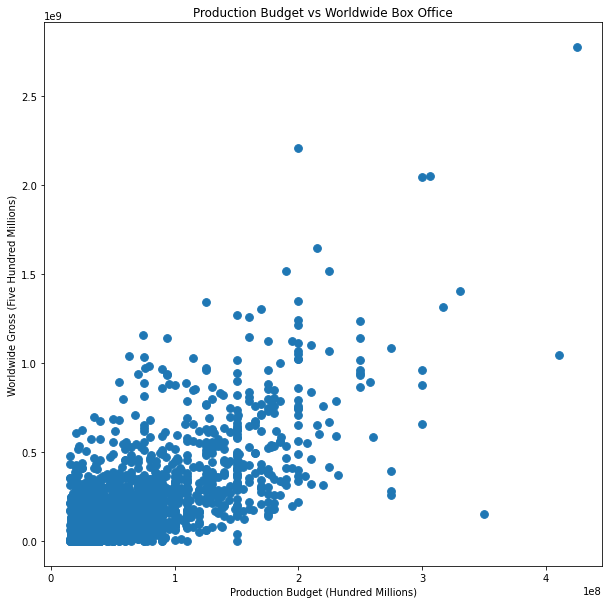 Production Budget vs Worldwide Box Office
1e9
2.5
2.0
1.5
1.0
0.5
0.0
Worldwide Gross (Five Hundred Millions)
0 1 2 3 4
1e8
Production Budget (Hundred Millions)